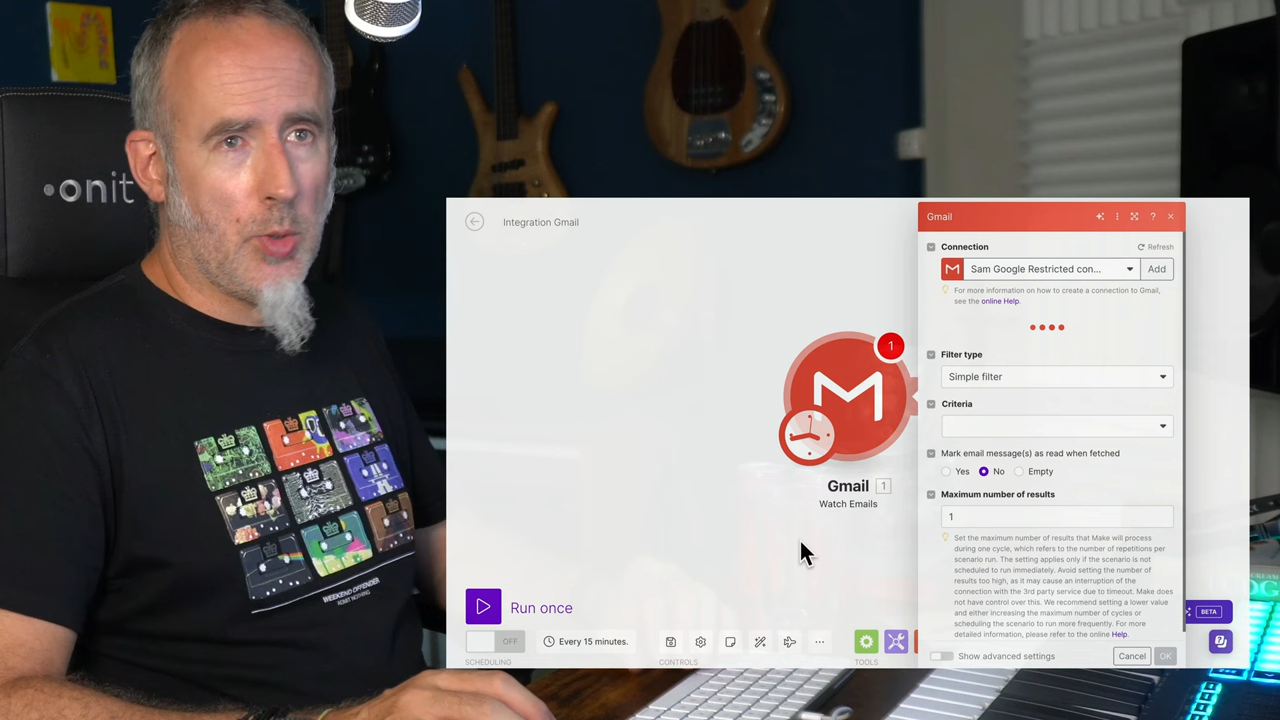 onit
WEEKEND OFFENDER
Integration Gmail
1
Gmail 1
Watch Emails
Run once
OFF
Every 15 minutes.
SCHEDULING
CONTROLS
TOOLS
Gmail
?
Connection
Refresh
Sam Google Restricted con...
Add
For more information on how to create a connection to Gmail,
see the online Help.
Filter type
Simple filter
Criteria
Mark email message(s) as read when fetched
Yes No Empty
Maximum number of results
1
Set the maximum number of results that Make will process
during one cycle, which refers to the number of repetitions per
scenario run. The setting applies only if the scenario is not
scheduled to run immediately. Avoid setting the number of
results too high, as it may cause an interruption of the
connection with the 3rd party service due to timeout. Make does
not have control over this. We recommend setting a lower value
and either increasing the maximum number of cycles or
scheduling the scenario to run more frequently. For more
detailed information, please refer to the online Help.
Show advanced settings
Cancel
OK
BETA